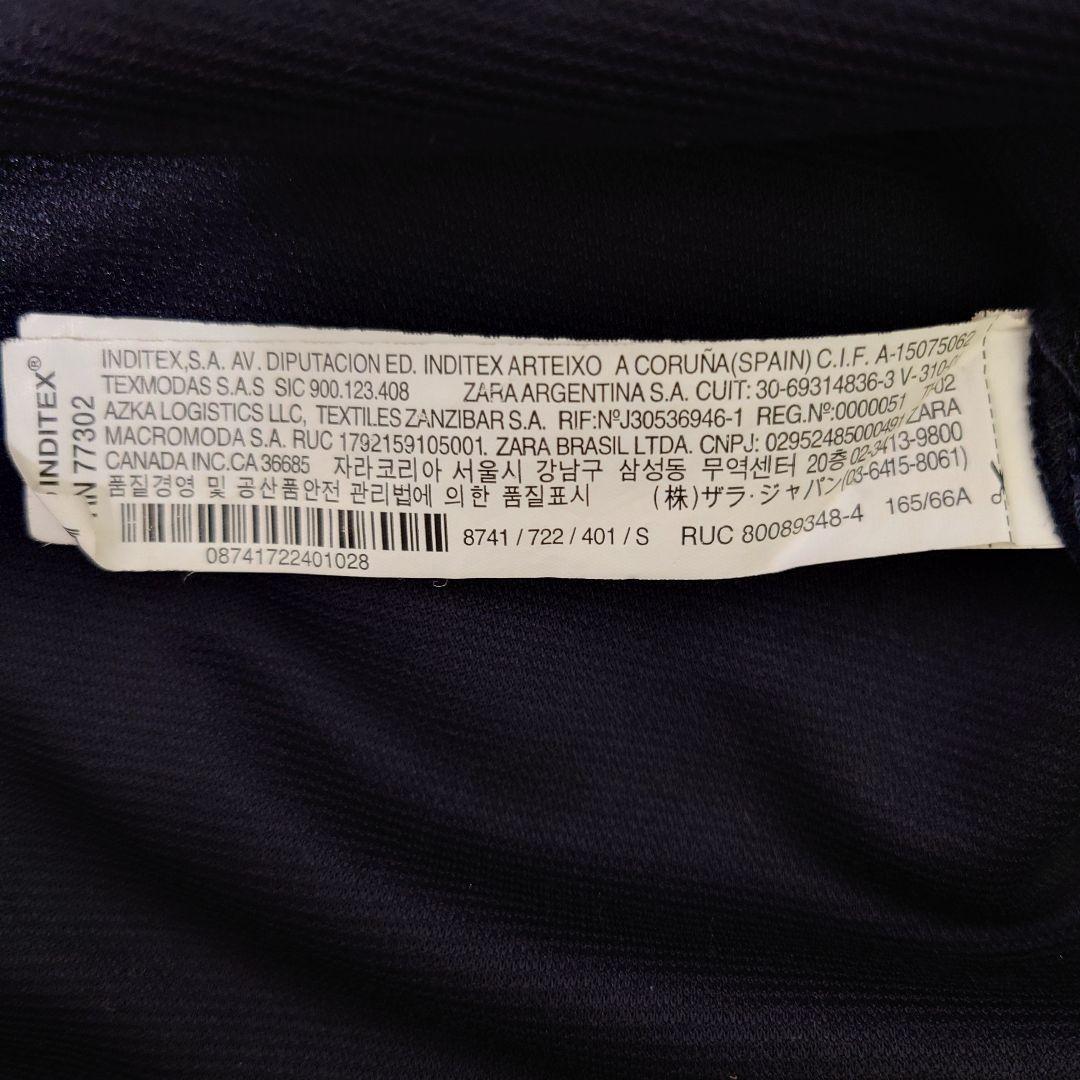 INDITEX®
77302
INDITEX,S.A. AV. DIPUTACION ED. INDITEX ARTEIXO A CORUÑA(SPAIN) C.I.F. A-15075062
TEXMODAS S.A.S SIC 900.123.408 ZARA ARGENTINA S.A. CUIT: 30-69314836-3
AZKA LOGISTICS LLC, TEXTILES ZANZIBAR S.A. RIF:NºJ30536946-1 REG.Nº:0000051
MACROMODA S.A. RUC 1792159105001. ZARA BRASIL LTDA. CNPJ: 02952485000491 ZARA
CANADA INC.CA 36685 자라코리아 서울시 강남구 삼성동 무역센터 20층 02-3413-9800
품질경영 및 공산품안전 관리법에 의한 품질표시 (株)ザラ・ジャパン(03-6415-8061)
8741 / 722 / 401 / S RUC 80089348-4 165/66A
08741722401028